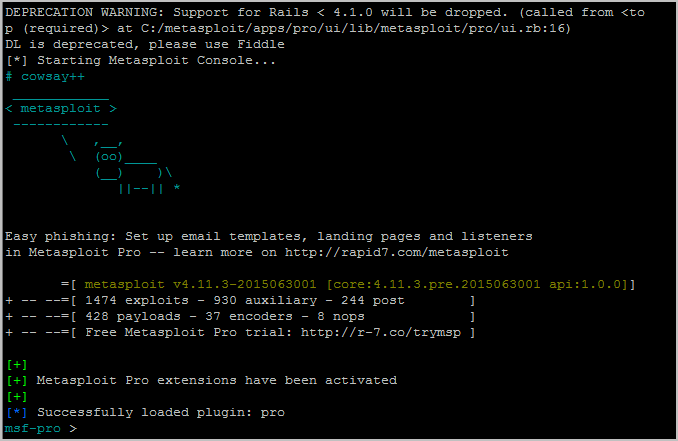 DEPRECATION WARNING: Support for Rails < 4.1.0 will be dropped. (called from <to
p (required)> at C:/metasploit/apps/pro/ui/lib/metasploit/pro/ui.rb:16)
DL is deprecated, please use Fiddle
[*] Starting Metasploit Console...
# cowsay++
 ____________
< metasploit >
 ------------
       \   ,__,
        \  (oo)____
           (__)    )\
              ||--|| *
Easy phishing: Set up email templates, landing pages and listeners
in Metasploit Pro -- learn more on http://rapid7.com/metasploit
       =[ metasploit v4.11.3-2015063001 [core:4.11.3.pre.2015063001 api:1.0.0]]
+ -- --=[ 1474 exploits - 930 auxiliary - 244 post        ]
+ -- --=[ 428 payloads - 37 encoders - 8 nops             ]
+ -- --=[ Free Metasploit Pro trial: http://r-7.co/trymsp ]
[+]
[+] Metasploit Pro extensions have been activated
[+]
[*] Successfully loaded plugin: pro
msf-pro >